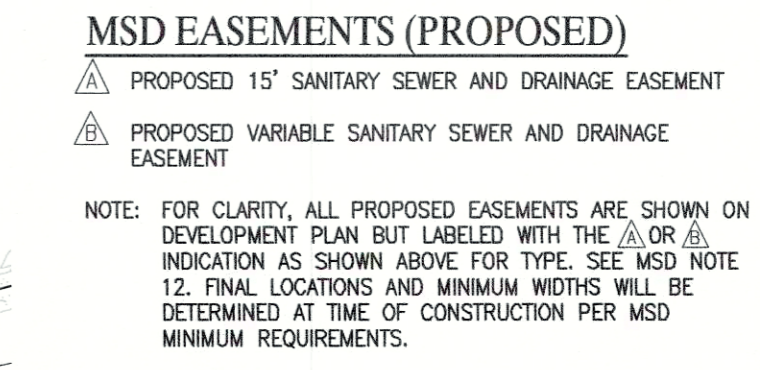 MSD EASEMENTS (PROPOSED)
A PROPOSED 15' SANITARY SEWER AND DRAINAGE EASEMENT
B PROPOSED VARIABLE SANITARY SEWER AND DRAINAGE
EASEMENT
NOTE: FOR CLARITY, ALL PROPOSED EASEMENTS ARE SHOWN ON
DEVELOPMENT PLAN BUT LABELED WITH THE A OR B
INDICATION AS SHOWN ABOVE FOR TYPE. SEE MSD NOTE
12. FINAL LOCATIONS AND MINIMUM WIDTHS WILL BE
DETERMINED AT TIME OF CONSTRUCTION PER MSD
MINIMUM REQUIREMENTS.